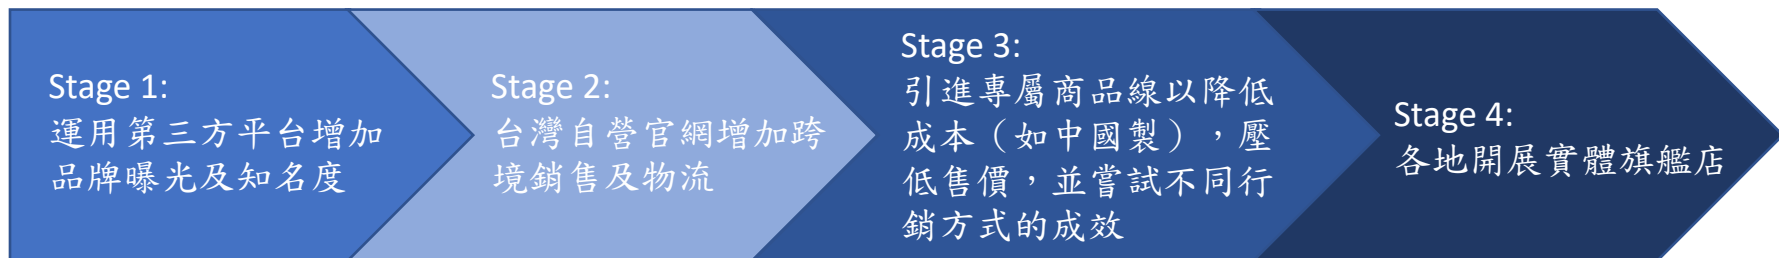 Stage 1:
運用第三方平台增加
品牌曝光及知名度
Stage 2:
台灣自營官網增加跨
境銷售及物流
Stage 3:
引進專屬商品線以降低
成本（如中國製），壓
低售價，並嘗試不同行
銷方式的成效
Stage 4:
各地開展實體旗艦店